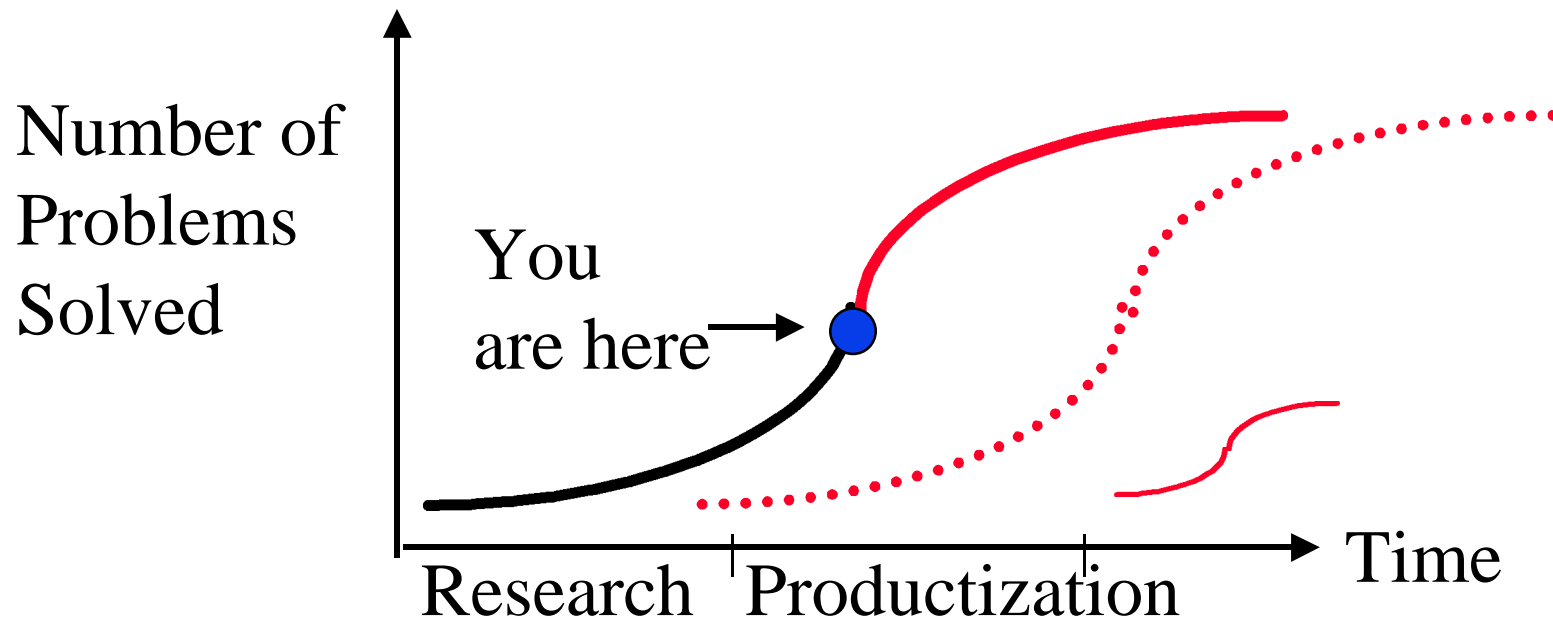 Number of
Problems
Solved
You
are here
Time
Research
Productization